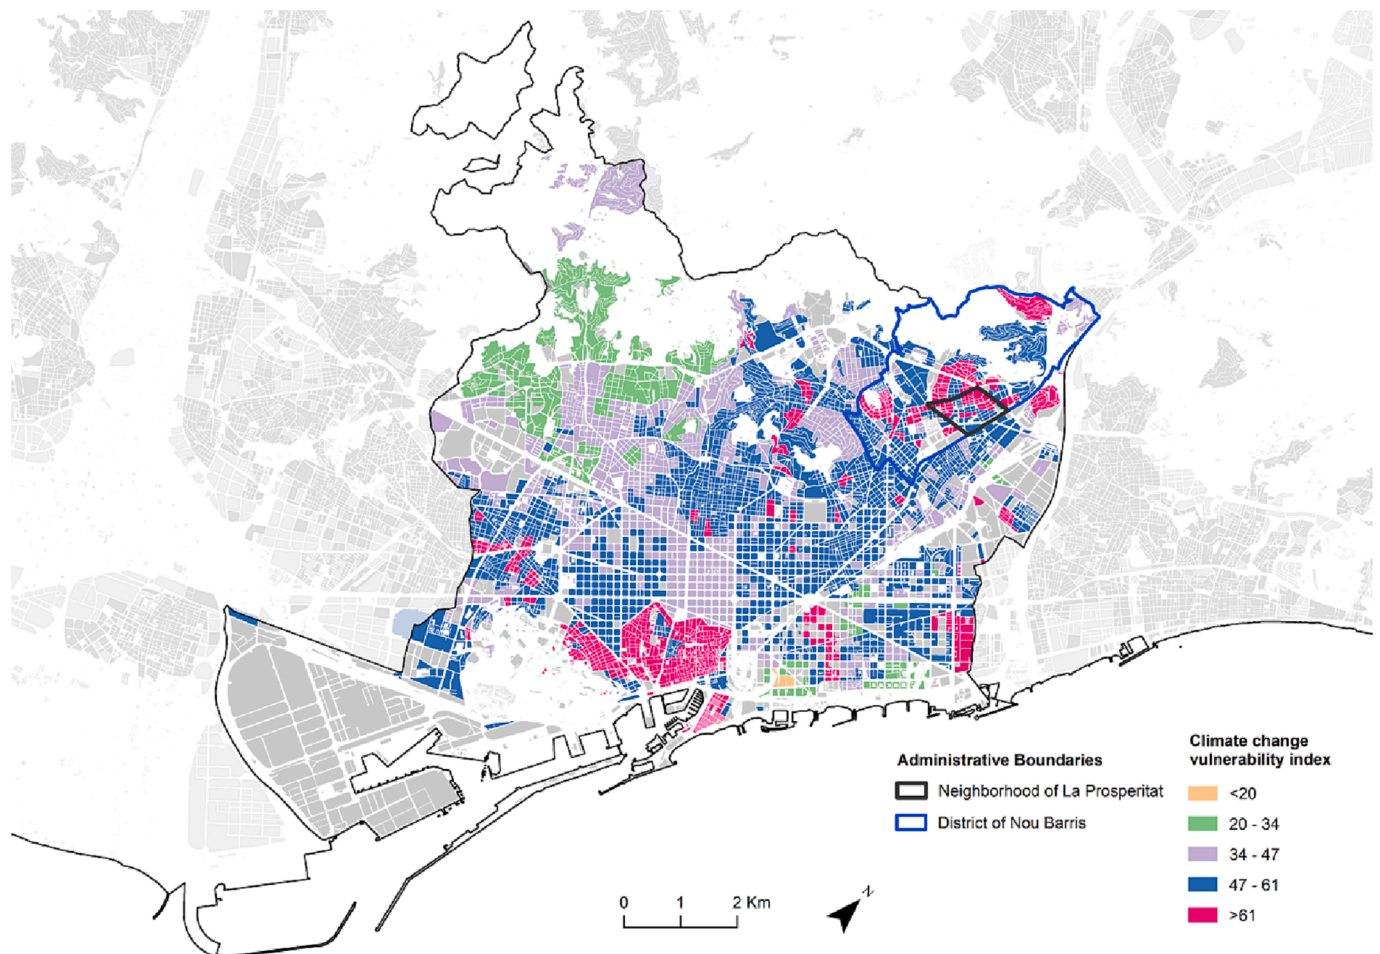 N
Administrative Boundaries
Neighborhood of La Prosperitat
District of Nou Barris
Climate change
vulnerability index
<20
20 - 34
34 - 47
47 - 61
>61
0 1 2 Km